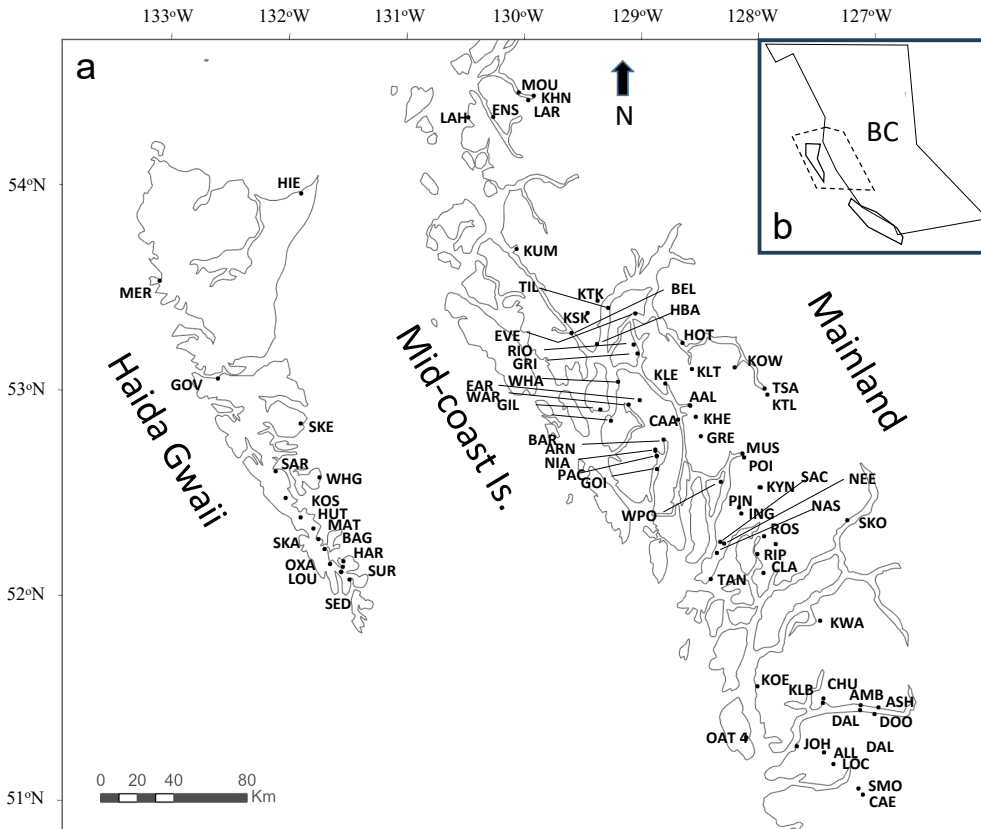 133°W 132°W 131°W 130°W 129°W 128°W 127°W
a
MOU
KHN
LAR
ENS
LAH
N
BC
b
54°N
HIE
KUM
MER
TIL
KTK
KSK
BEL
HBA
EVE
RIO
GRI
HOT
KOW
Mainland
Mid-coast Is.
Haida Gwaii
53°N
GOV
WHA
EAR
WAR
GIL
KLE
KLT
TSA
KTL
AAL
CAA
KHE
GRE
SKE
BAR
ARN
NIA
PAC
GOI
MUS
POI
SAR
WHG
SAC
NEE
KYN
NAS
WPO
PIN
ING
KOS
HUT
MAT
SKA
BAG
HAR
ROS
SKO
RIP
CLA
OXA
LOU
SUR
SED
TAN
52°N
KWA
KOE
KLB
CHU
AMB
ASH
DAL
DOO
OAT 4
JOH
ALL
DAL
LOC
SMO
CAE
51°N
0 20 40 80
Km